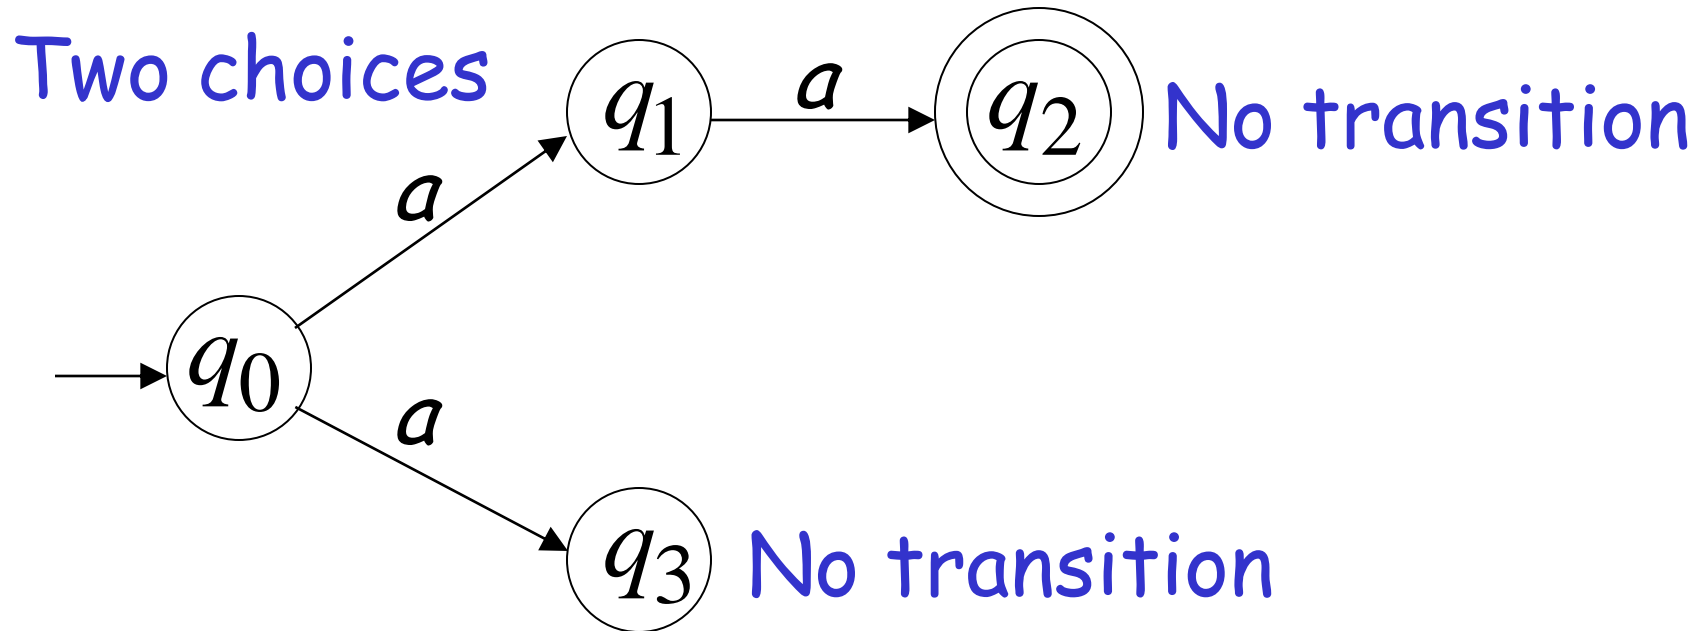 Two choices
q1
a
q2
No transition
a
q0
a
q3
No transition